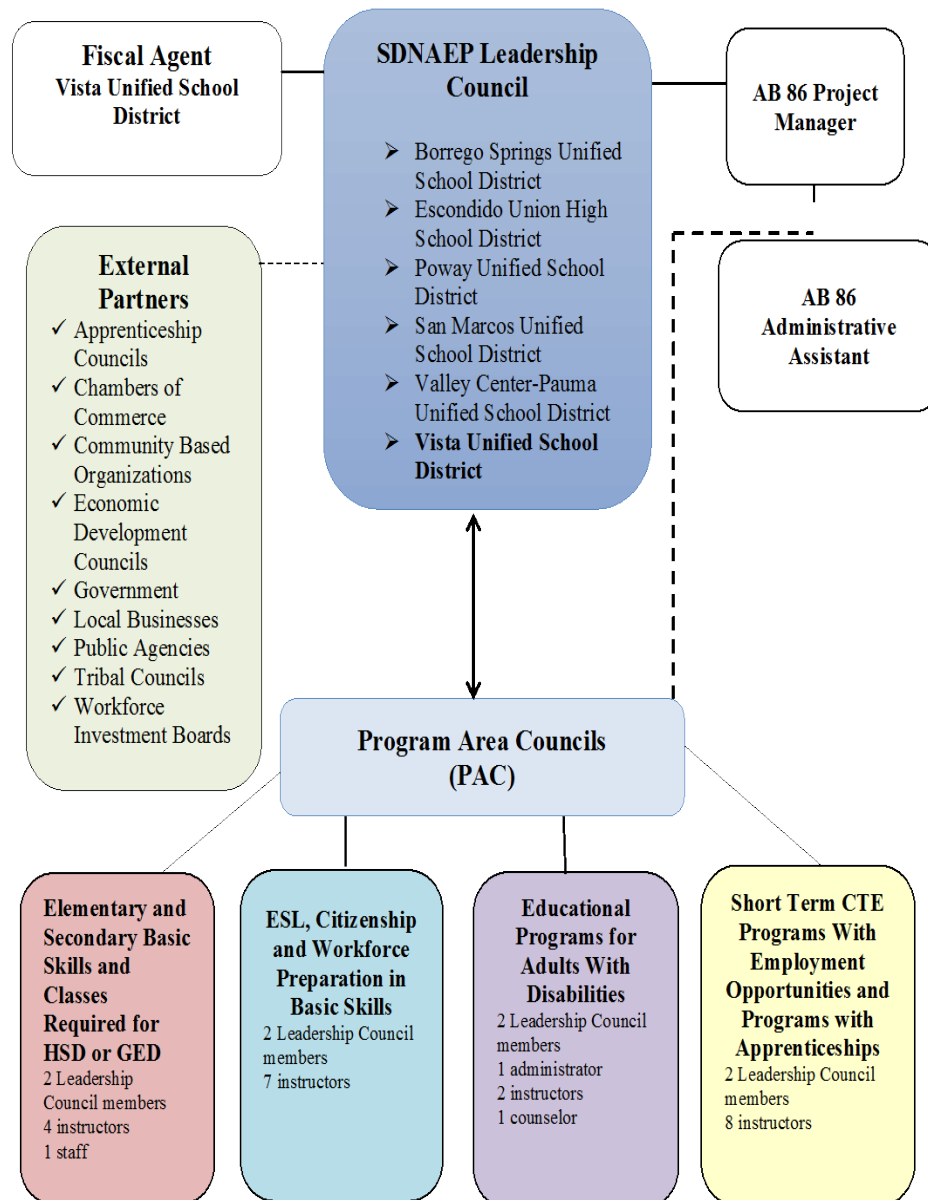 Fiscal Agent
Vista Unified School
District
SDNAEP Leadership
Council
➢ Borrego Springs Unified
School District
➢ Escondido Union High
School District
➢ Poway Unified School
District
➢ San Marcos Unified
School District
➢ Valley Center-Pauma
Unified School District
➢ Vista Unified School
District
AB 86 Project
Manager
AB 86
Administrative
Assistant
External
Partners
✓ Apprenticeship
Councils
✓ Chambers of
Commerce
✓ Community Based
Organizations
✓ Economic
Development
Councils
✓ Government
✓ Local Businesses
✓ Public Agencies
✓ Tribal Councils
✓ Workforce
Investment Boards
Program Area Councils
(PAC)
Elementary and
Secondary Basic
Skills and
Classes
Required for
HSD or GED
2 Leadership
Council members
4 instructors
1 staff
ESL, Citizenship
and Workforce
Preparation in
Basic Skills
2 Leadership Council
members
7 instructors
Educational
Programs for
Adults With
Disabilities
2 Leadership Council
members
1 administrator
2 instructors
1 counselor
Short Term CTE
Programs With
Employment
Opportunities and
Programs with
Apprenticeships
2 Leadership Council
members
8 instructors